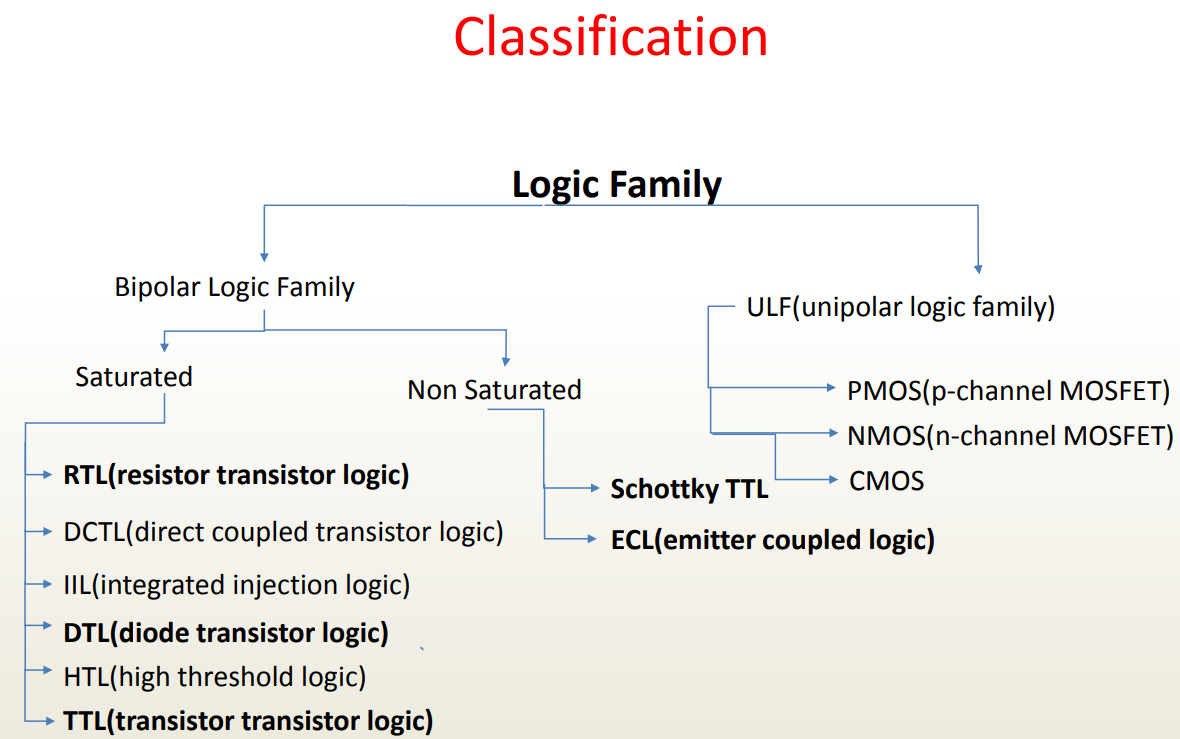 Classification
Logic Family
Bipolar Logic Family
ULF(unipolar logic family)
Saturated
Non Saturated
RTL(resistor transistor logic)
DCTL(direct coupled transistor logic)
IIL(integrated injection logic)
DTL(diode transistor logic)
HTL(high threshold logic)
TTL(transistor transistor logic)
Schottky TTL
ECL(emitter coupled logic)
PMOS(p-channel MOSFET)
NMOS(n-channel MOSFET)
CMOS